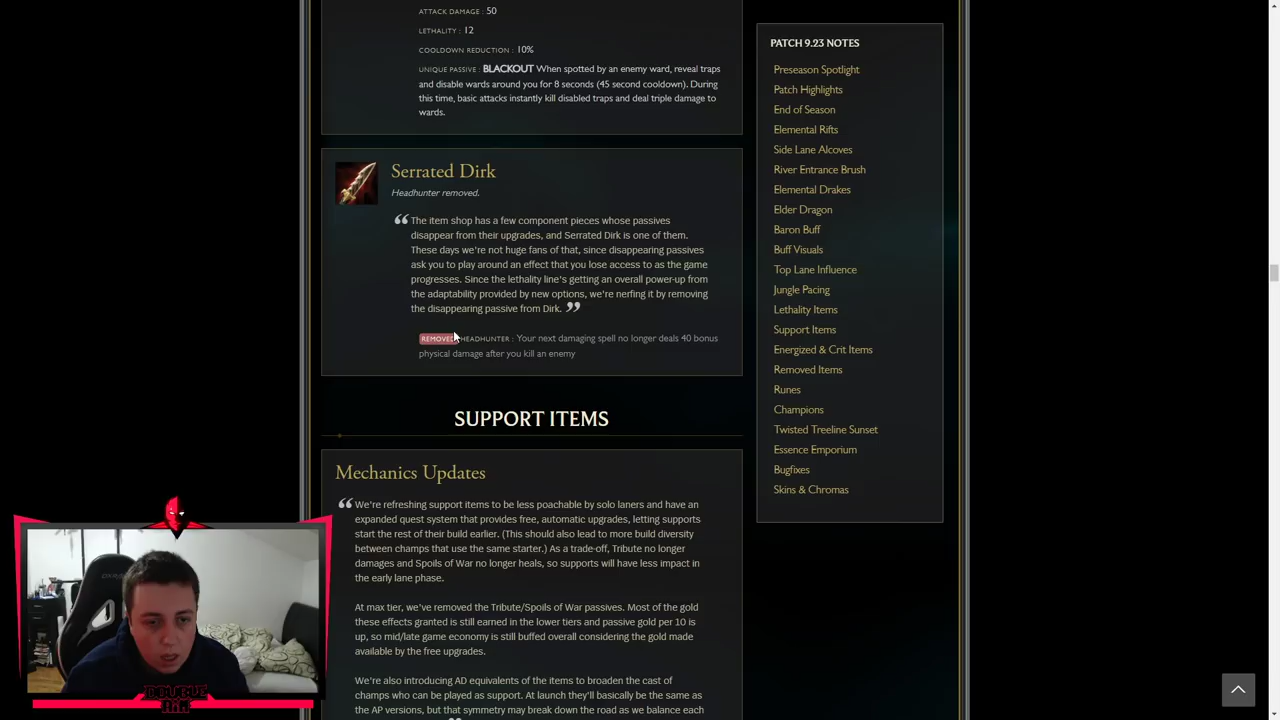 ATTACK DAMAGE : 50
LETHALITY : 12
COOLDOWN REDUCTION : 10%
UNIQUE PASSIVE : BLACKOUT When spotted by an enemy ward, reveal traps
and disable wards around you for 8 seconds (45 second cooldown). During
this time, basic attacks instantly kill disabled traps and deal triple damage to
wards.
Serrated Dirk
Headhunter removed.
“ The item shop has a few component pieces whose passives
disappear from their upgrades, and Serrated Dirk is one of them.
These days we're not huge fans of that, since disappearing passives
ask you to play around an effect that you lose access to as the game
progresses. Since the lethality line's getting an overall power-up from
the adaptability provided by new options, we're nerfing it by removing
the disappearing passive from Dirk. ”
REMOVED HEADHUNTER : Your next damaging spell no longer deals 40 bonus
physical damage after you kill an enemy
SUPPORT ITEMS
Mechanics Updates
“ We're refreshing support items to be less poachable by solo laners and have an
expanded quest system that provides free, automatic upgrades, letting supports
start the rest of their build earlier. (This should also lead to more build diversity
between champs that use the same starter.) As a trade-off, Tribute no longer
damages and Spoils of War no longer heals, so supports will have less impact in
the early lane phase.
At max tier, we've removed the Tribute/Spoils of War passives. Most of the gold
these effects granted is still earned in the lower tiers and passive gold per 10 is
up, so mid/late game economy is still buffed overall considering the gold made
available by the free upgrades.
We're also introducing AD equivalents of the items to broaden the cast of
champs who can be played as support. At launch they'll basically be the same as
the AP versions, but that symmetry may break down the road as we balance each
PATCH 9.23 NOTES
Preseason Spotlight
Patch Highlights
End of Season
Elemental Rifts
Side Lane Alcoves
River Entrance Brush
Elemental Drakes
Elder Dragon
Baron Buff
Buff Visuals
Top Lane Influence
Jungle Pacing
Lethality Items
Support Items
Energized & Crit Items
Removed Items
Runes
Champions
Twisted Treeline Sunset
Essence Emporium
Bugfixes
Skins & Chromas